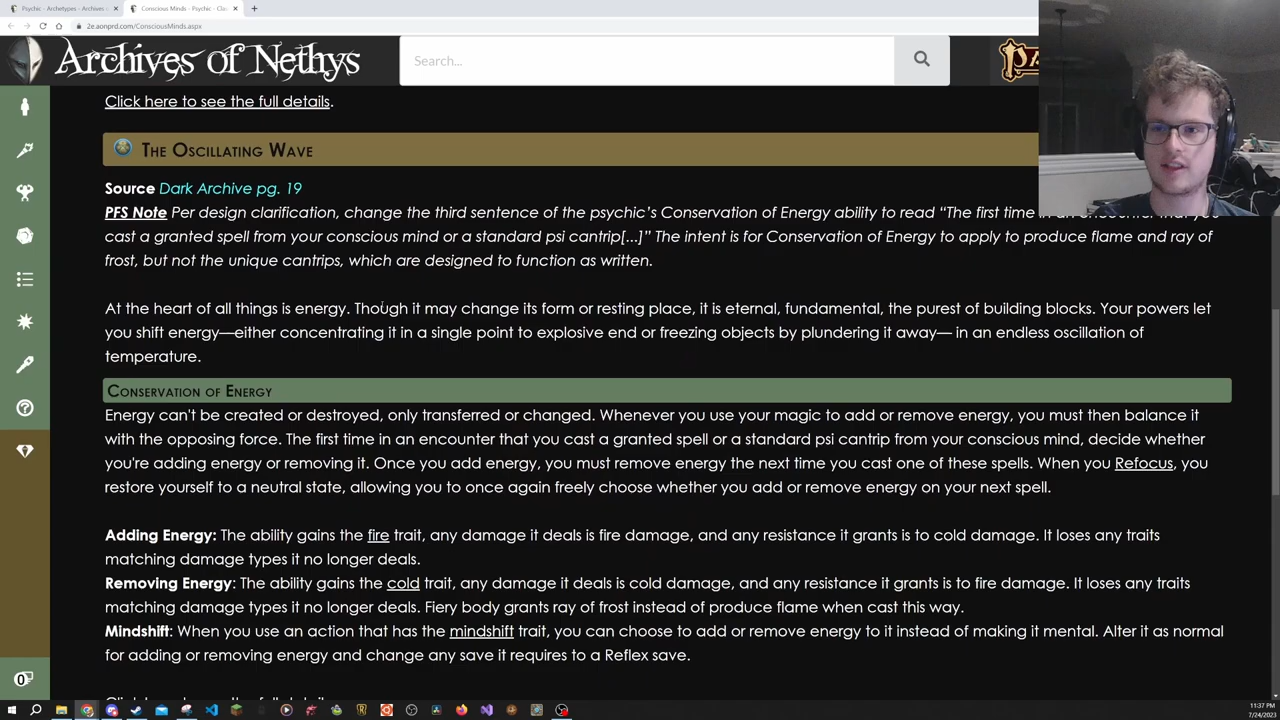 Psychic - Archetypes - Archives
Conscious Minds - Psychic - Cla
2e.aonprd.com/ConsciousMinds.aspx
Archives of Nethys
Search...
Click here to see the full details.
The Oscillating Wave
Source Dark Archive pg. 19
PFS Note Per design clarification, change the third sentence of the psychic's Conservation of Energy ability to read “The first time in an encounter that you
cast a granted spell from your conscious mind or a standard psi cantrip[...]” The intent is for Conservation of Energy to apply to produce flame and ray of
frost, but not the unique cantrips, which are designed to function as written.
At the heart of all things is energy. Though it may change its form or resting place, it is eternal, fundamental, the purest of building blocks. Your powers let
you shift energy—either concentrating it in a single point to explosive end or freezing objects by plundering it away— in an endless oscillation of
temperature.
Conservation of Energy
Energy can't be created or destroyed, only transferred or changed. Whenever you use your magic to add or remove energy, you must then balance it
with the opposing force. The first time in an encounter that you cast a granted spell or a standard psi cantrip from your conscious mind, decide whether
you're adding energy or removing it. Once you add energy, you must remove energy the next time you cast one of these spells. When you Refocus, you
restore yourself to a neutral state, allowing you to once again freely choose whether you add or remove energy on your next spell.
Adding Energy: The ability gains the fire trait, any damage it deals is fire damage, and any resistance it grants is to cold damage. It loses any traits
matching damage types it no longer deals.
Removing Energy: The ability gains the cold trait, any damage it deals is cold damage, and any resistance it grants is to fire damage. It loses any traits
matching damage types it no longer deals. Fiery body grants ray of frost instead of produce flame when cast this way.
Mindshift: When you use an action that has the mindshift trait, you can choose to add or remove energy to it instead of making it mental. Alter it as normal
for adding or removing energy and change any save it requires to a Reflex save.
0
11:37 PM
7/24/2023